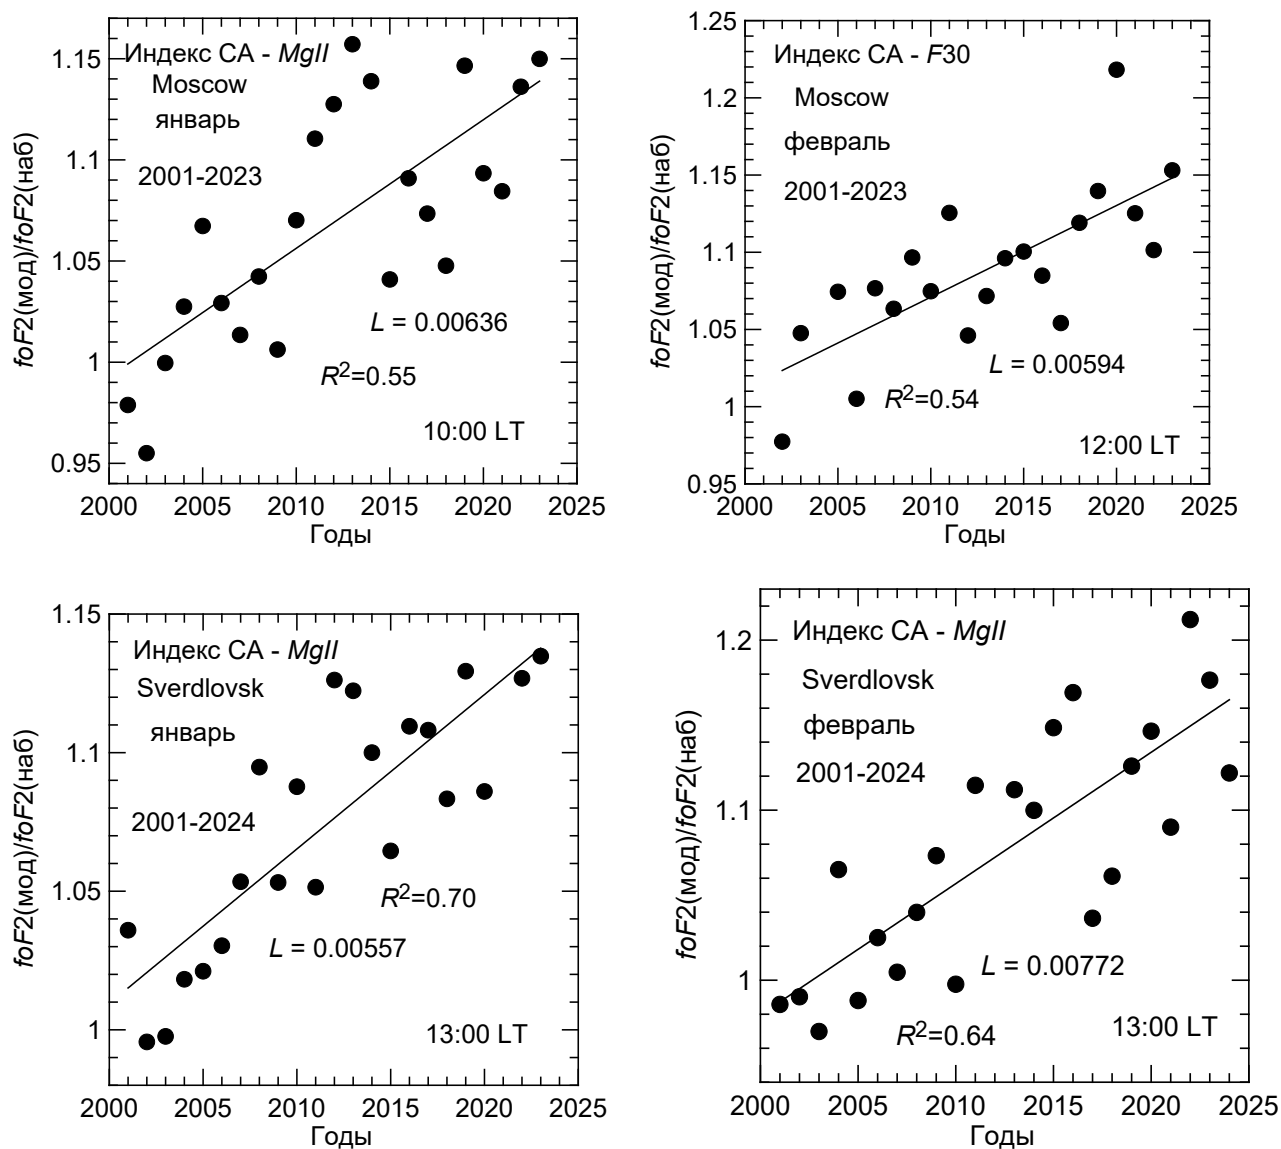 Индекс СА - MgII
Moscow
январь
2001-2023
L = 0.00636
R²=0.55
10:00 LT
foF2(мод)/foF2(наб)
1.15
1.1
1.05
1
0.95
2000 2005 2010 2015 2020 2025
Годы
Индекс СА - F30
Moscow
февраль
2001-2023
L = 0.00594
R²=0.54
12:00 LT
foF2(мод)/foF2(наб)
1.25
1.2
1.15
1.1
1.05
1
0.95
2000 2005 2010 2015 2020 2025
Годы
Индекс СА - MgII
Sverdlovsk
январь
2001-2024
R²=0.70
L = 0.00557
13:00 LT
foF2(мод)/foF2(наб)
1.15
1.1
1.05
1
2000 2005 2010 2015 2020 2025
Годы
Индекс СА - MgII
Sverdlovsk
февраль
2001-2024
L = 0.00772
R²=0.64
13:00 LT
foF2(мод)/foF2(наб)
1.2
1.1
1
2000 2005 2010 2015 2020 2025
Годы